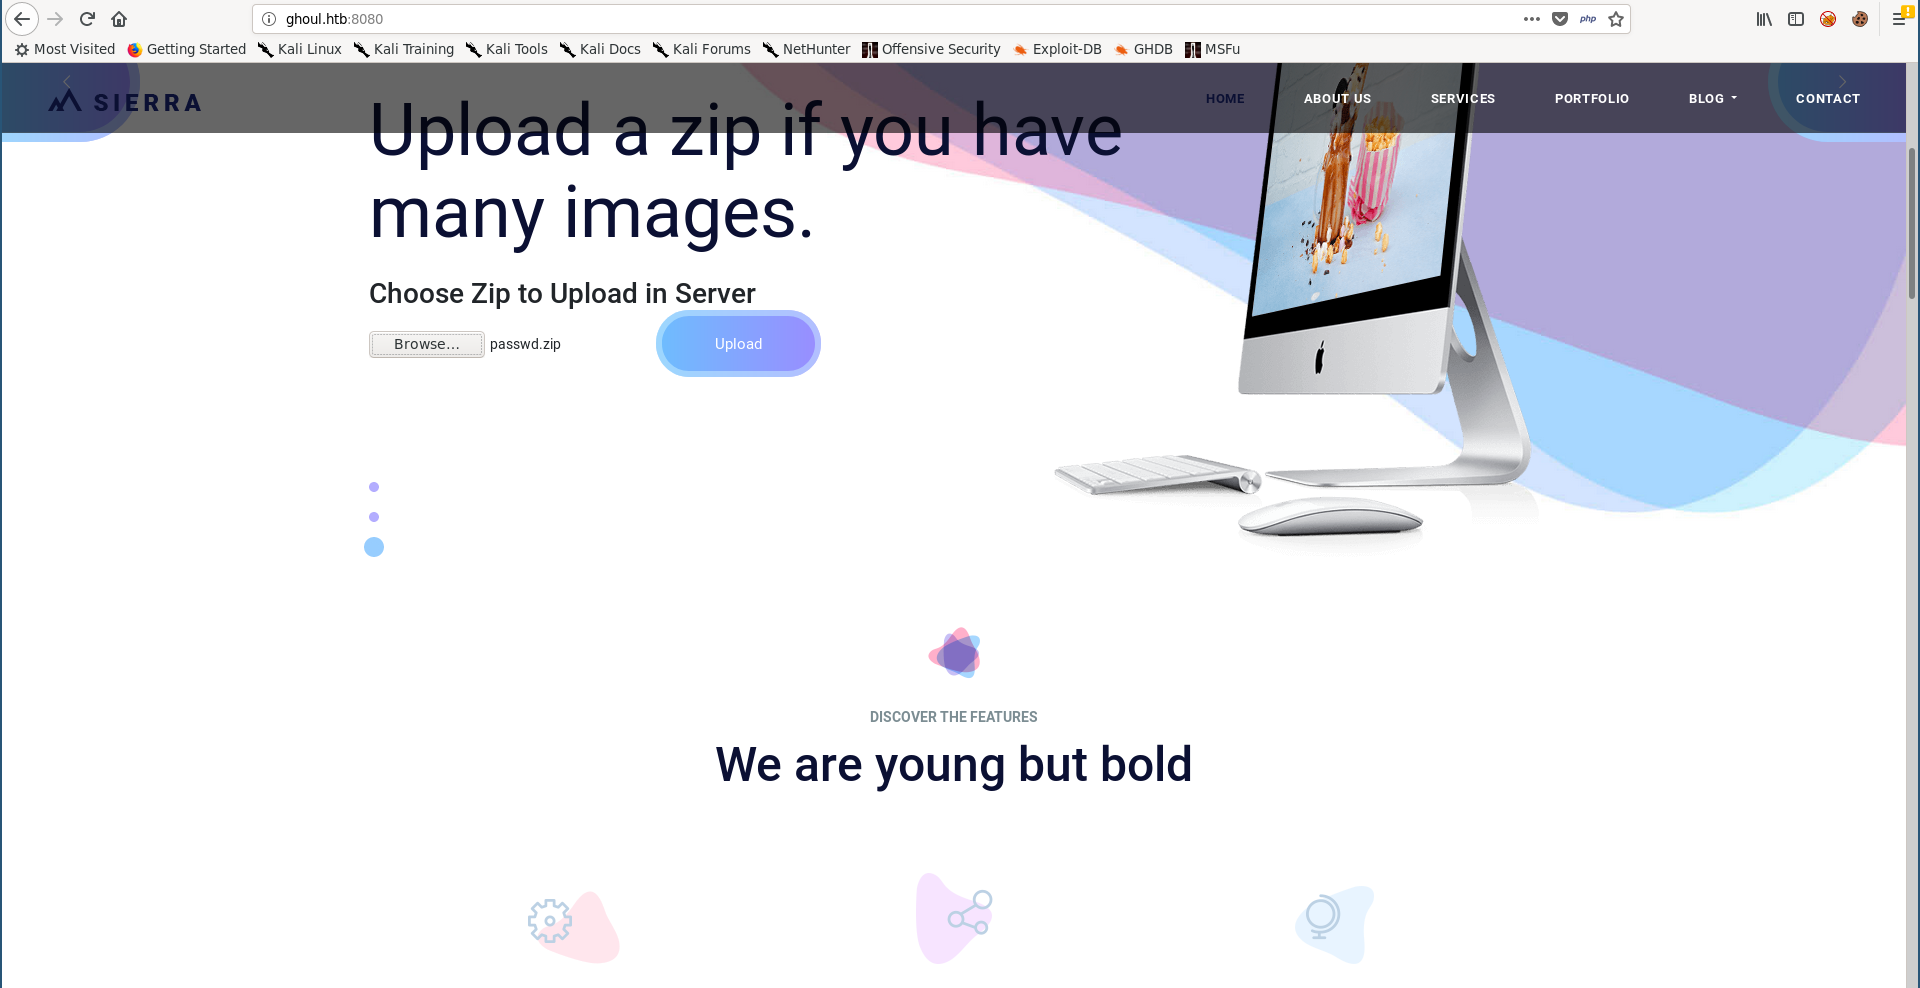 ghoul.htb:8080
php
Most Visited Getting Started Kali Linux Kali Training Kali Tools Kali Docs Kali Forums NetHunter Offensive Security Exploit-DB GHDB MSFu
SIERRA HOME ABOUT US SERVICES PORTFOLIO BLOG CONTACT
Upload a zip if you have
many images.
Choose Zip to Upload in Server
Browse... passwd.zip Upload
DISCOVER THE FEATURES
We are young but bold